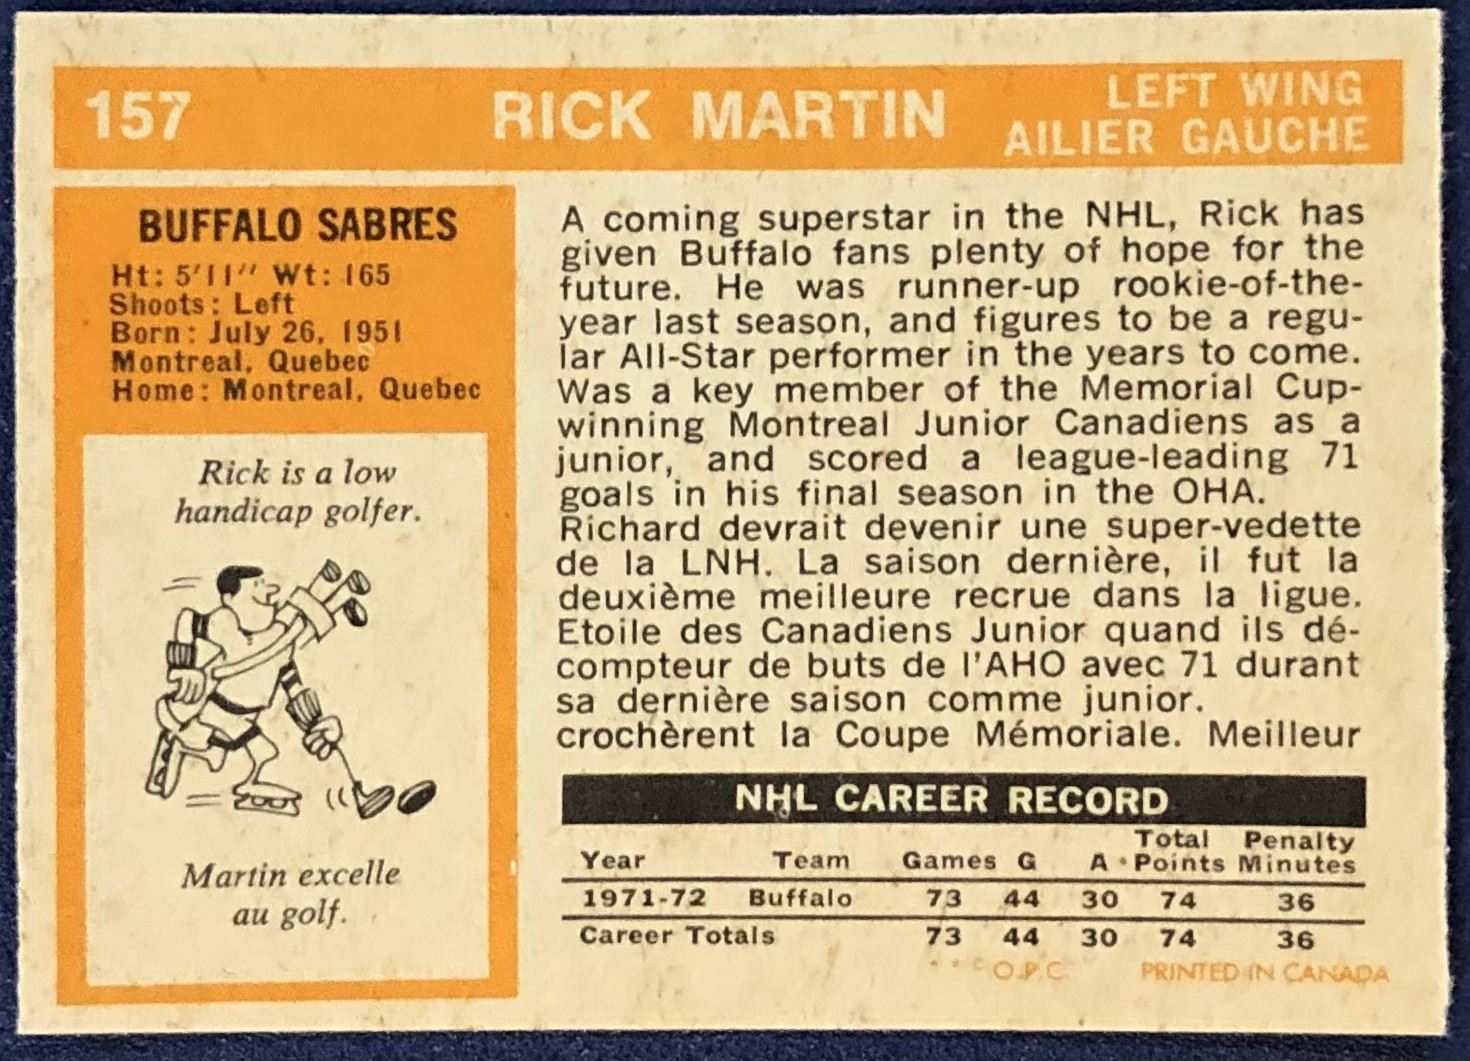 157
RICK MARTIN
LEFT WING
AILIER GAUCHE
BUFFALO SABRES
Ht: 5'11" Wt: 165
Shoots: Left
Born: July 26, 1951
Montreal, Quebec
Home: Montreal, Quebec
Rick is a low
handicap golfer.
Martin excelle
au golf.
A coming superstar in the NHL, Rick has
given Buffalo fans plenty of hope for the
future. He was runner-up rookie-of-the-
year last season, and figures to be a regu-
lar All-Star performer in the years to come.
Was a key member of the Memorial Cup-
winning Montreal Junior Canadiens as a
junior, and scored a league-leading 71
goals in his final season in the OHA.
Richard devrait devenir une super-vedette
de la LNH. La saison dernière, il fut la
deuxième meilleure recrue dans la ligue.
Etoile des Canadiens Junior quand ils dé-
compteur de buts de l'AHO avec 71 durant
sa dernière saison comme junior.
crochèrent la Coupe Mémoriale. Meilleur
NHL CAREER RECORD
Year Team Games G A Total Points Penalty Minutes
1971-72 Buffalo 73 44 30 74 36
Career Totals 73 44 30 74 36
O.P.C. PRINTED IN CANADA